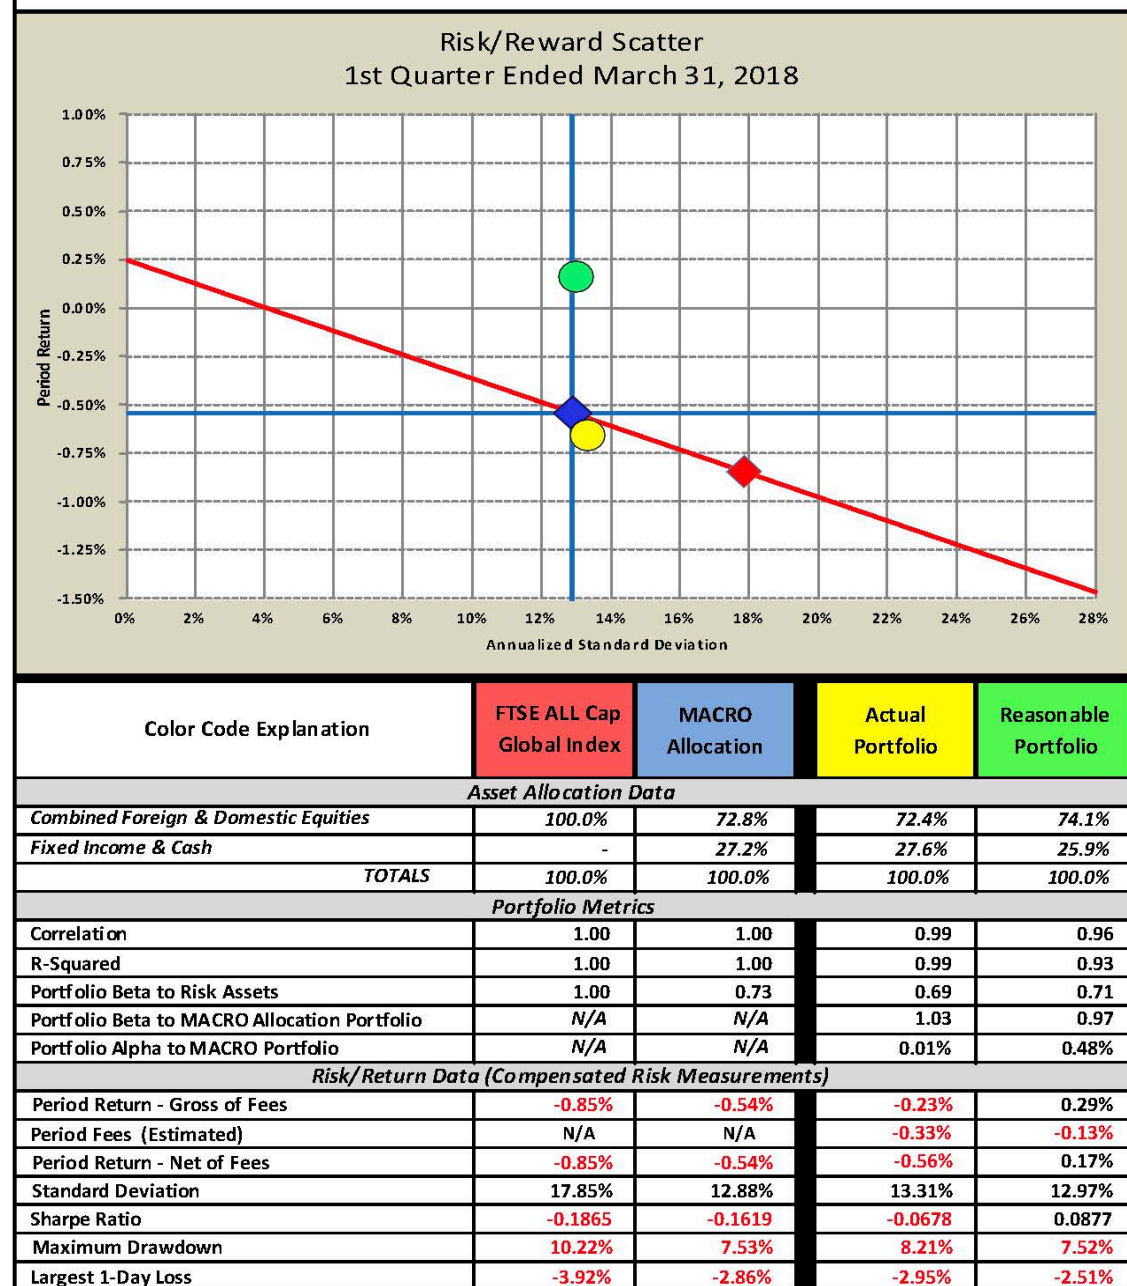 Risk/Reward Scatter
1st Quarter Ended March 31, 2018
1.00%
0.75%
0.50%
0.25%
0.00%
-0.25%
-0.50%
-0.75%
-1.00%
-1.25%
-1.50%
Period Return
0% 2% 4% 6% 8% 10% 12% 14% 16% 18% 20% 22% 24% 26% 28%
Annualized Standard Deviation
Color Code Explanation FTSE ALL Cap Global Index MACRO Allocation Actual Portfolio Reasonable Portfolio
Asset Allocation Data
Combined Foreign & Domestic Equities 100.0% 72.8% 72.4% 74.1%
Fixed Income & Cash - 27.2% 27.6% 25.9%
TOTALS 100.0% 100.0% 100.0% 100.0%
Portfolio Metrics
Correlation 1.00 1.00 0.99 0.96
R-Squared 1.00 1.00 0.99 0.93
Portfolio Beta to Risk Assets 1.00 0.73 0.69 0.71
Portfolio Beta to MACRO Allocation Portfolio N/A N/A 1.03 0.97
Portfolio Alpha to MACRO Portfolio N/A N/A 0.01% 0.48%
Risk/Return Data (Compensated Risk Measurements)
Period Return - Gross of Fees -0.85% -0.54% -0.23% 0.29%
Period Fees (Estimated) N/A N/A -0.33% -0.13%
Period Return - Net of Fees -0.85% -0.54% -0.56% 0.17%
Standard Deviation 17.85% 12.88% 13.31% 12.97%
Sharpe Ratio -0.1865 -0.1619 -0.0678 0.0877
Maximum Drawdown 10.22% 7.53% 8.21% 7.52%
Largest 1-Day Loss -3.92% -2.86% -2.95% -2.51%